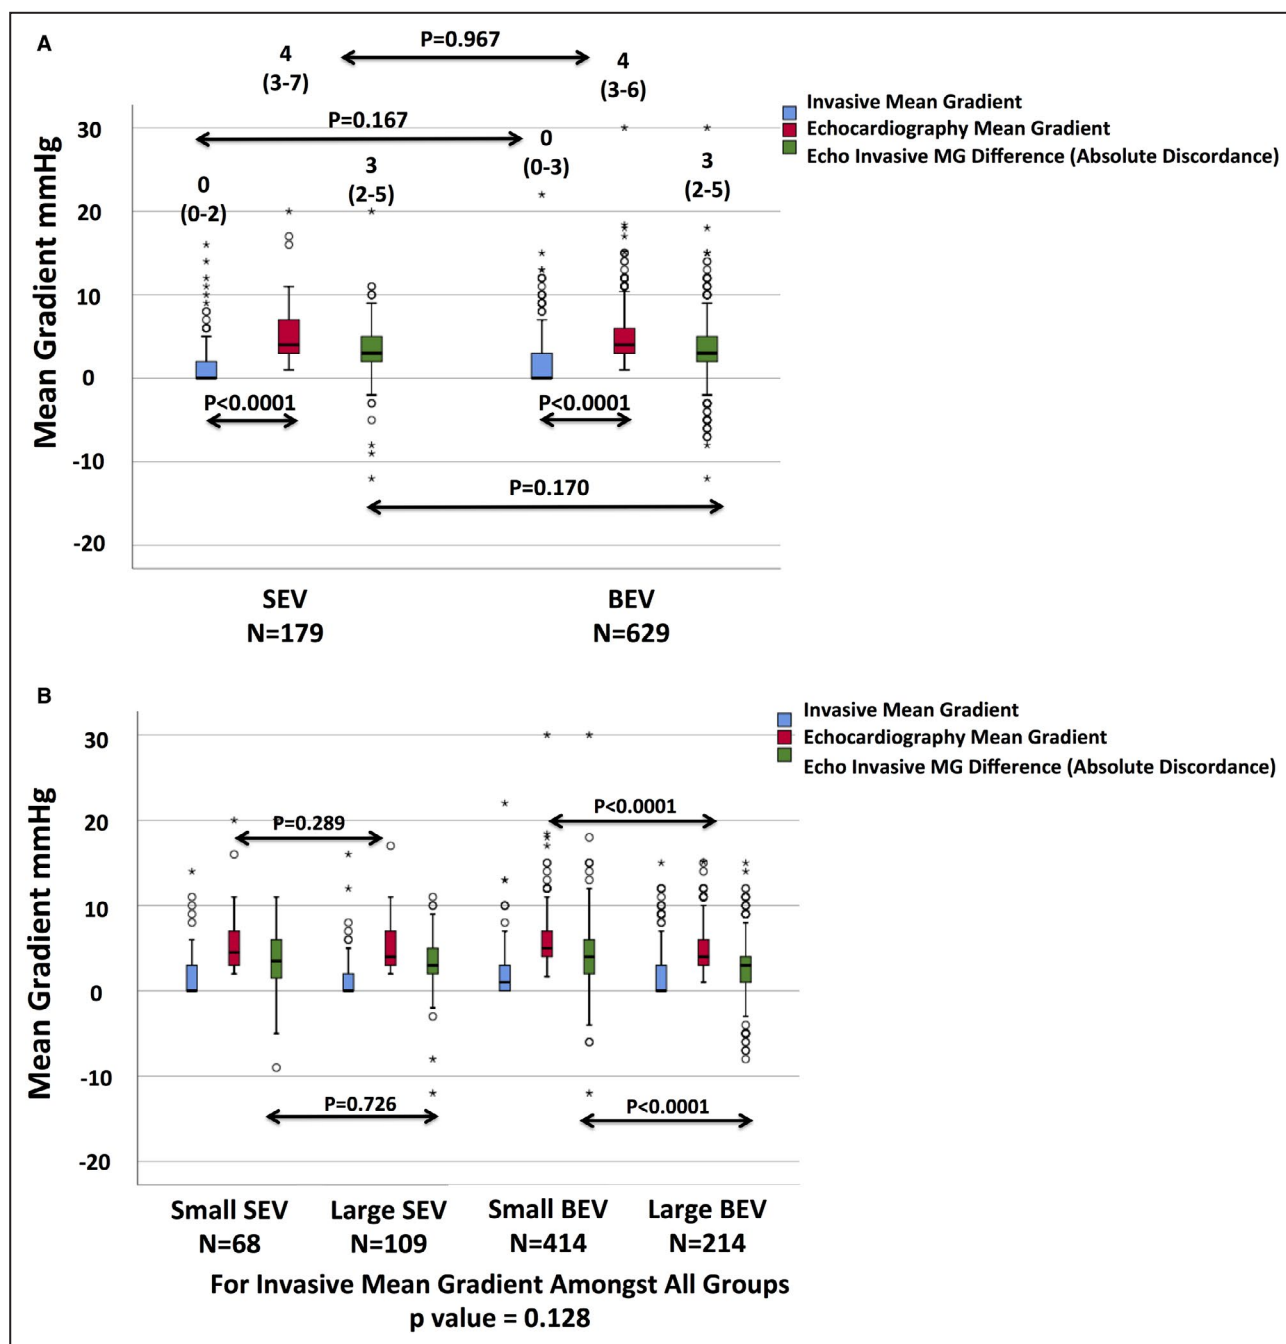 A
P=0.967
4
(3-7)
4
(3-6)
Invasive Mean Gradient
Echocardiography Mean Gradient
Echo Invasive MG Difference (Absolute Discordance)
P=0.167
0
(0-2)
3
(2-5)
0
(0-3)
3
(2-5)
Mean Gradient mmHg
30
20
10
0
-10
-20
P<0.0001
P<0.0001
P=0.170
SEV
N=179
BEV
N=629
B
Invasive Mean Gradient
Echocardiography Mean Gradient
Echo Invasive MG Difference (Absolute Discordance)
Mean Gradient mmHg
30
20
10
0
-10
-20
P=0.289
P<0.0001
P=0.726
P<0.0001
Small SEV
N=68
Large SEV
N=109
Small BEV
N=414
Large BEV
N=214
For Invasive Mean Gradient Amongst All Groups
p value = 0.128